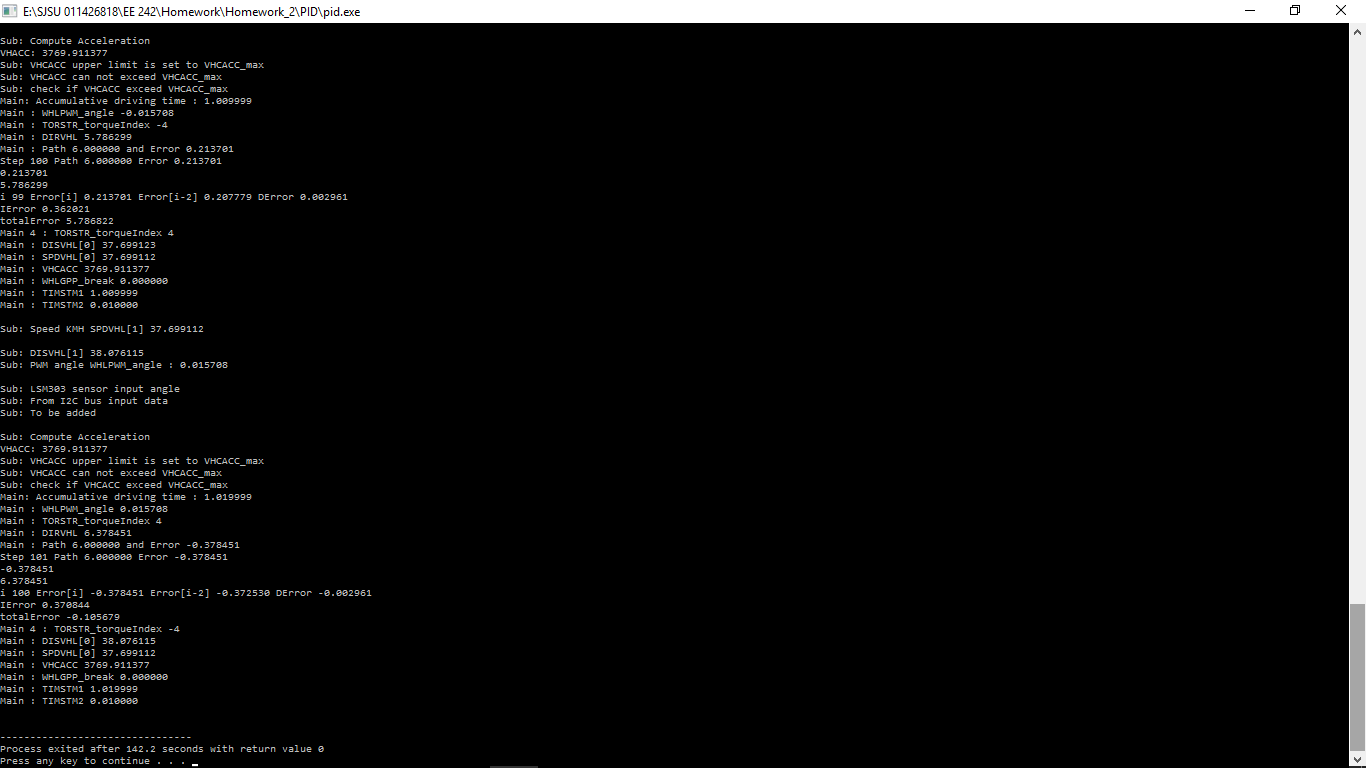 E:\SJSU 011426818\EE 242\Homework\Homework_2\PID\pid.exe
Sub: Compute Acceleration
VHACC: 3769.911377
Sub: VHCACC upper limit is set to VHCACC_max
Sub: VHCACC can not exceed VHCACC_max
Sub: check if VHCACC exceed VHCACC_max
Main: Accumulative driving time : 1.009999
Main : WHLPWM_angle -0.015708
Main : TORSTR_torqueIndex -4
Main : DIRVHL 5.786299
Main : Path 6.000000 and Error 0.213701
Step 100 Path 6.000000 Error 0.213701
0.213701
5.786299
i 99 Error[i] 0.213701 Error[i-2] 0.207779 DError 0.002961
IError 0.362021
totalError 5.786822
Main 4 : TORSTR_torqueIndex 4
Main : DISVHL[0] 37.699123
Main : SPDVHL[0] 37.699112
Main : VHCACC 3769.911377
Main : WHLGPP_break 0.000000
Main : TIMSTM1 1.009999
Main : TIMSTM2 0.010000
Sub: Speed KMH SPDVHL[1] 37.699112
Sub: DISVHL[1] 38.076115
Sub: PWM angle WHLPWM_angle : 0.015708
Sub: LSM303 sensor input angle
Sub: From I2C bus input data
Sub: To be added
Sub: Compute Acceleration
VHACC: 3769.911377
Sub: VHCACC upper limit is set to VHCACC_max
Sub: VHCACC can not exceed VHCACC_max
Sub: check if VHCACC exceed VHCACC_max
Main: Accumulative driving time : 1.019999
Main : WHLPWM_angle 0.015708
Main : TORSTR_torqueIndex 4
Main : DIRVHL 6.378451
Main : Path 6.000000 and Error -0.378451
Step 101 Path 6.000000 Error -0.378451
-0.378451
6.378451
i 100 Error[i] -0.378451 Error[i-2] -0.372530 DError -0.002961
IError 0.370844
totalError -0.105679
Main 4 : TORSTR_torqueIndex -4
Main : DISVHL[0] 38.076115
Main : SPDVHL[0] 37.699112
Main : VHCACC 3769.911377
Main : WHLGPP_break 0.000000
Main : TIMSTM1 1.019999
Main : TIMSTM2 0.010000
--------------------------------
Process exited after 142.2 seconds with return value 0
Press any key to continue . . .